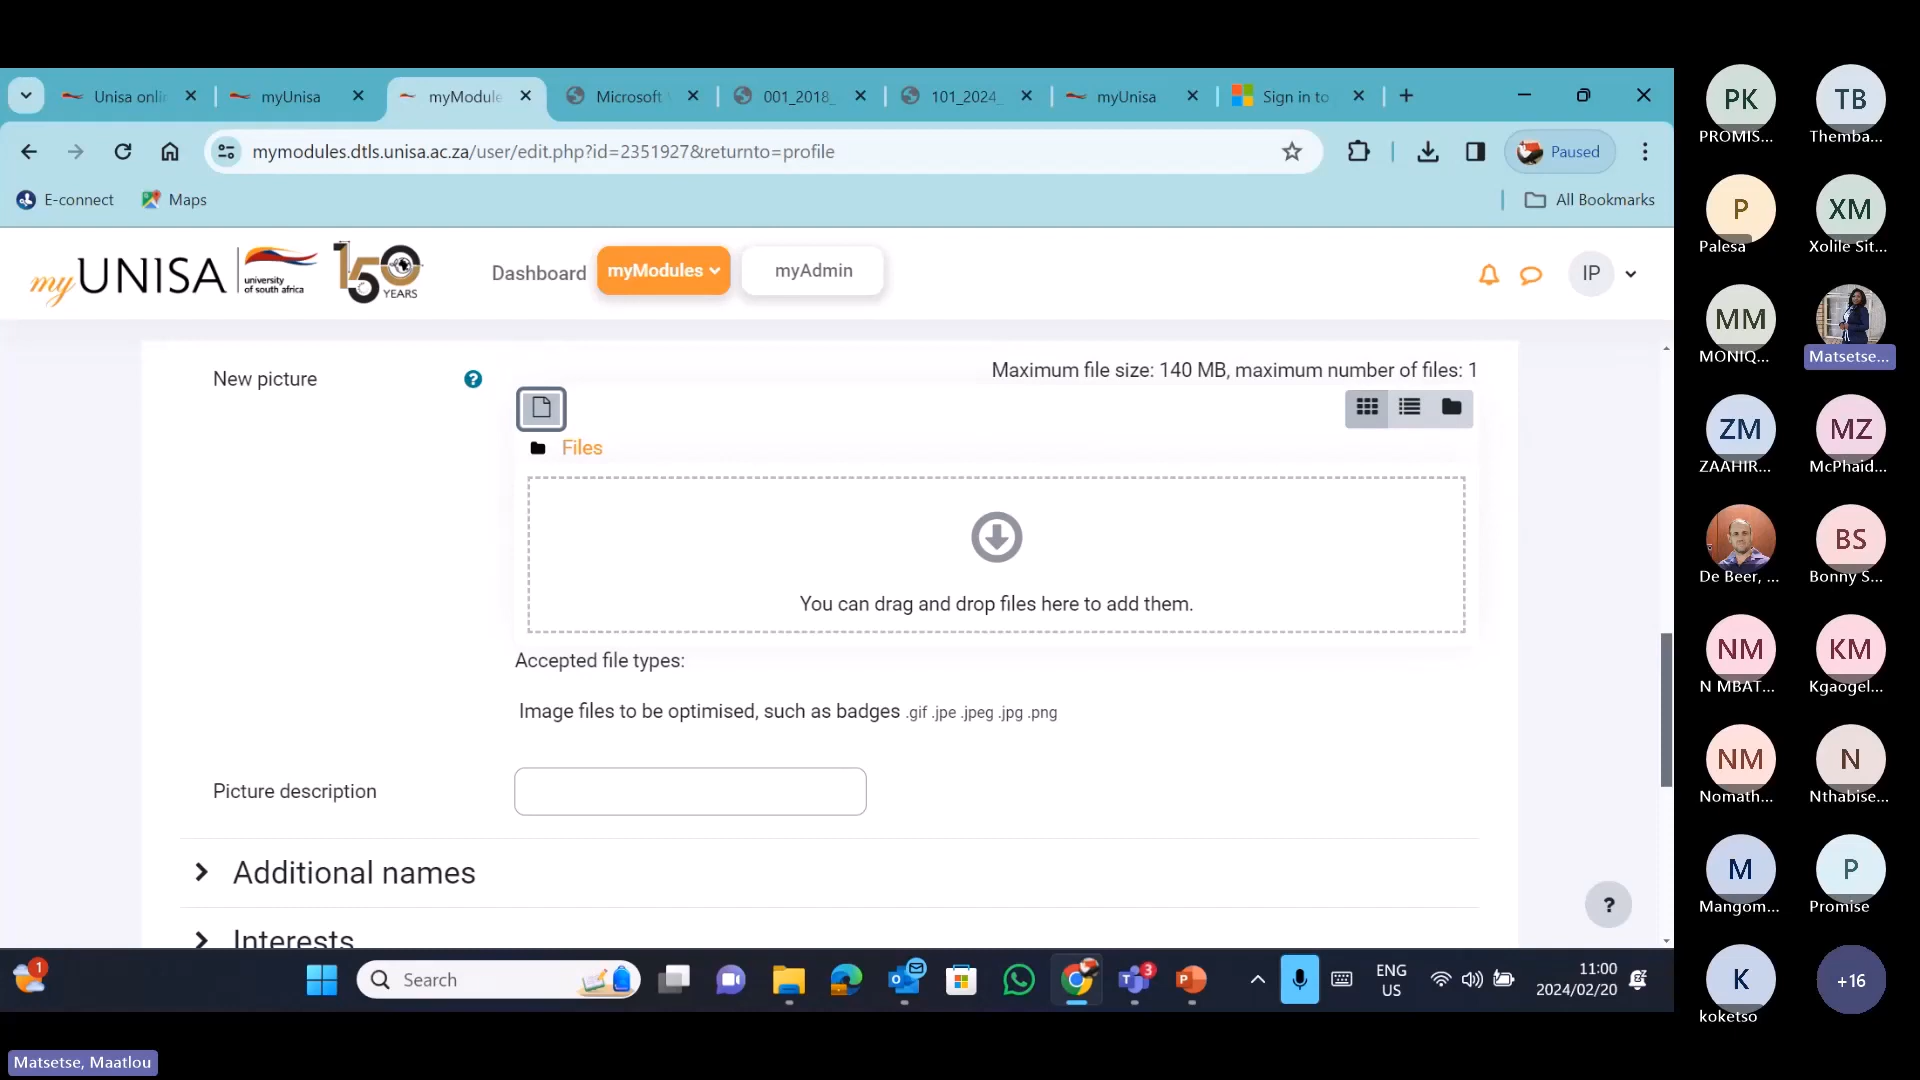 Unisa onlin
myUnisa
myModule
Microsoft
001_2018_
101_2024_
myUnisa
Sign in to
mymodules.dtls.unisa.ac.za/user/edit.php?id=2351927&returnto=profile
Paused
E-connect
Maps
All Bookmarks
myUNISA
university
of south africa
150
YEARS
Dashboard
myModules
myAdmin
IP
New picture
?
Maximum file size: 140 MB, maximum number of files: 1
Files
You can drag and drop files here to add them.
Accepted file types:
Image files to be optimised, such as badges .gif .jpe .jpeg .jpg .png
Picture description
Additional names
?
Interests
1
Search
3
ENG
US
11:00
2024/02/20
Matsetse, Maatlou
PK
PROMIS...
TB
Themba...
P
Palesa
XM
Xolile Sit...
MM
MONIQ...
Matsetse...
ZM
ZAAHIR...
MZ
McPhaid...
De Beer, ...
BS
Bonny S...
NM
N MBAT...
KM
Kgaogel...
NM
Nomath...
N
Nthabise...
M
Mangom...
P
Promise
K
koketso
+16